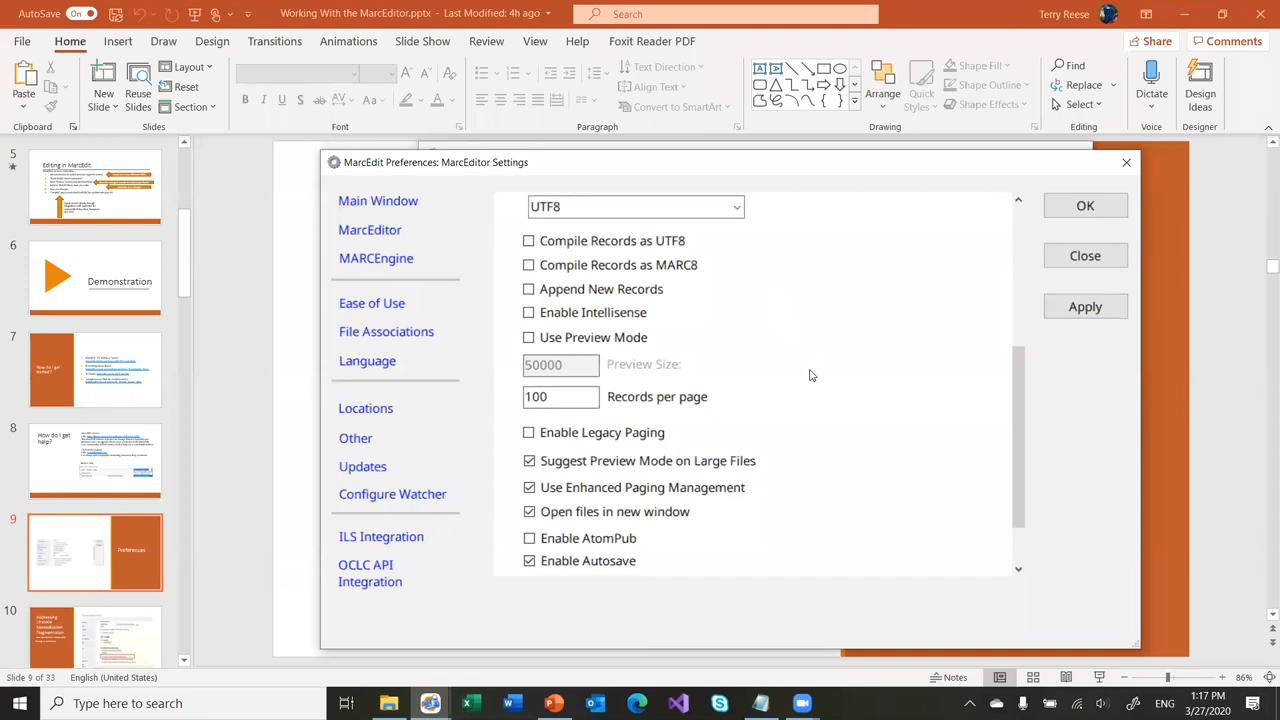 AutoSave On Working With the MarcEditor.pptx - Last Modified: 4h ago Search Terry Reese
File Home Insert Draw Design Transitions Animations Slide Show Review View Help Foxit Reader PDF Share Comments
Paste
New Slide
Reuse Slides
Layout
Reset
Section
B I U S ab AV Aa A
Text Direction
Align Text
Convert to SmartArt
Arrange
Quick Styles
Shape Fill
Shape Outline
Shape Effects
Find
Replace
Select
Dictate
Design Ideas
Clipboard Slides Font Paragraph Drawing Editing Voice Designer
5
Editing in MarcEdit
6
Demonstration
7
How do I get started?
8
How do I get help?
9
Preferences
10
MarcEdit Preferences: MarcEditor Settings
Main Window
MarcEditor
MARCEngine
Ease of Use
File Associations
Language
Locations
Other
Updates
Configure Watcher
ILS Integration
OCLC API
Integration
UTF8
Compile Records as UTF8
Compile Records as MARC8
Append New Records
Enable Intellisense
Use Preview Mode
50000 Preview Size:
100 Records per page
Enable Legacy Paging
Suggest Preview Mode on Large Files
Use Enhanced Paging Management
Open files in new window
Enable AtomPub
Enable Autosave
OK
Close
Apply
Slide 9 of 33 English (United States) Notes 86%
Type here to search
1:17 PM
3/27/2020